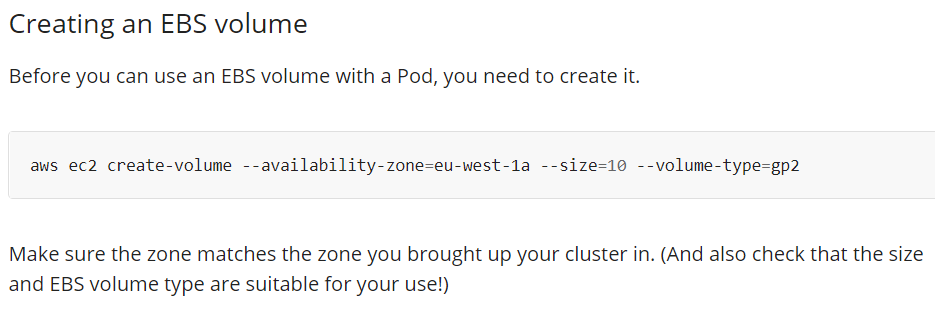 Creating an EBS volume
Before you can use an EBS volume with a Pod, you need to create it.
aws ec2 create-volume --availability-zone=eu-west-1a --size=10 --volume-type=gp2
Make sure the zone matches the zone you brought up your cluster in. (And also check that the size
and EBS volume type are suitable for your use!)